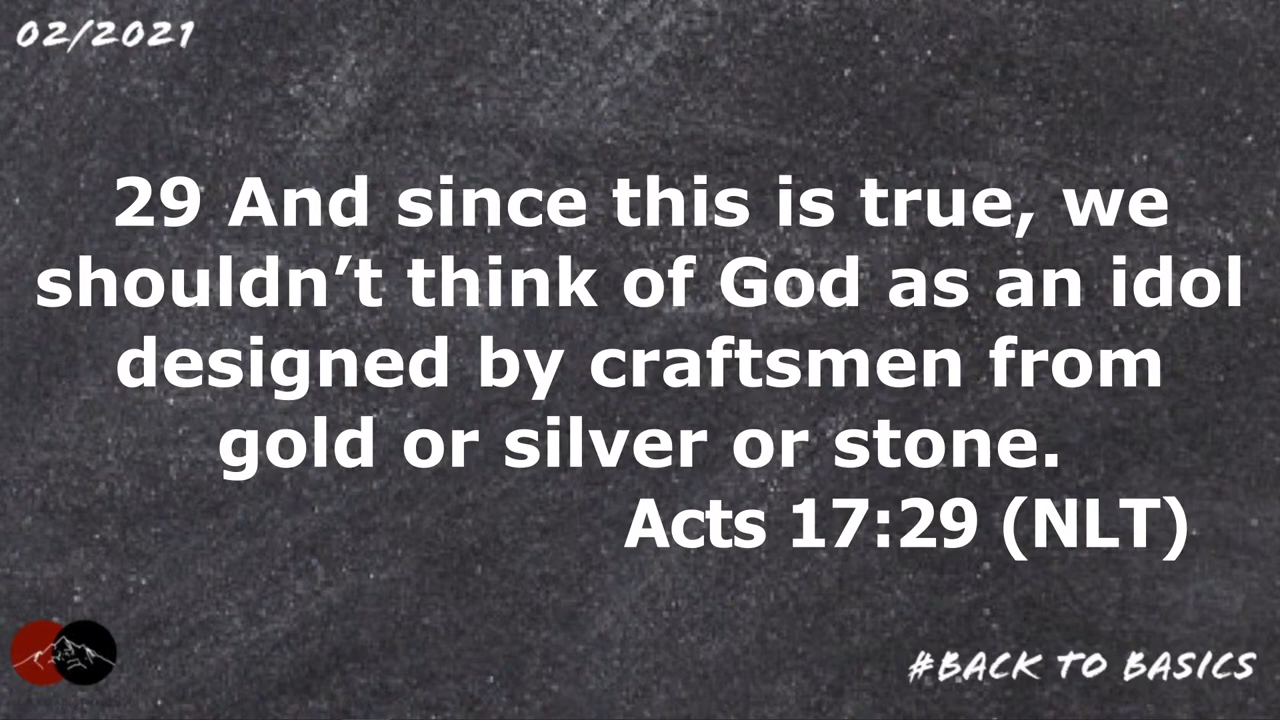 02/2021
29 And since this is true, we
shouldn’t think of God as an idol
designed by craftsmen from
gold or silver or stone.
Acts 17:29 (NLT)
#BACK TO BASICS